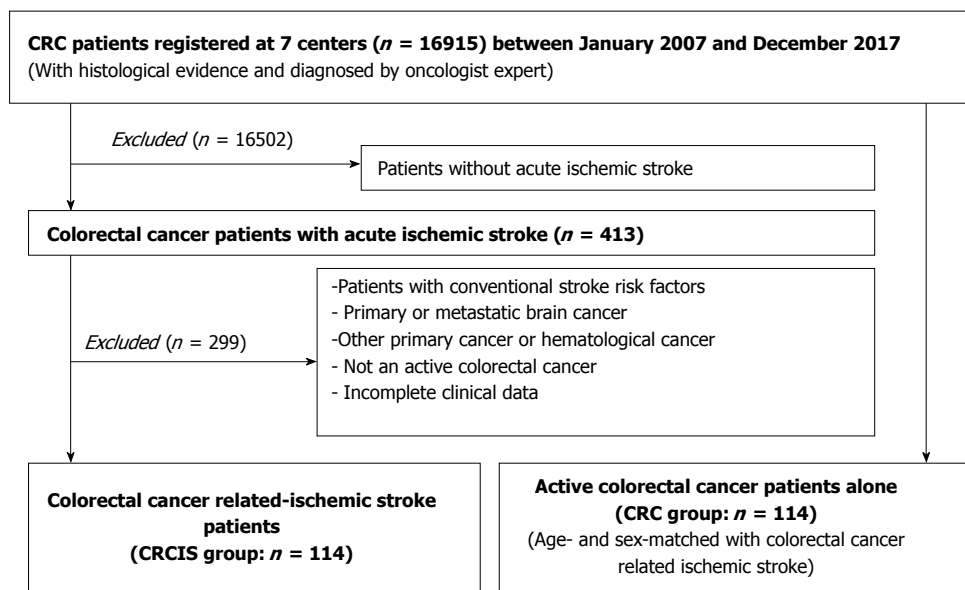 CRC patients registered at 7 centers (n = 16915) between January 2007 and December 2017
(With histological evidence and diagnosed by oncologist expert)
Excluded (n = 16502)
Patients without acute ischemic stroke
Colorectal cancer patients with acute ischemic stroke (n = 413)
-Patients with conventional stroke risk factors
- Primary or metastatic brain cancer
-Other primary cancer or hematological cancer
- Not an active colorectal cancer
- Incomplete clinical data
Excluded (n = 299)
Colorectal cancer related-ischemic stroke
patients
(CRCIS group: n = 114)
Active colorectal cancer patients alone
(CRC group: n = 114)
(Age- and sex-matched with colorectal cancer
related ischemic stroke)